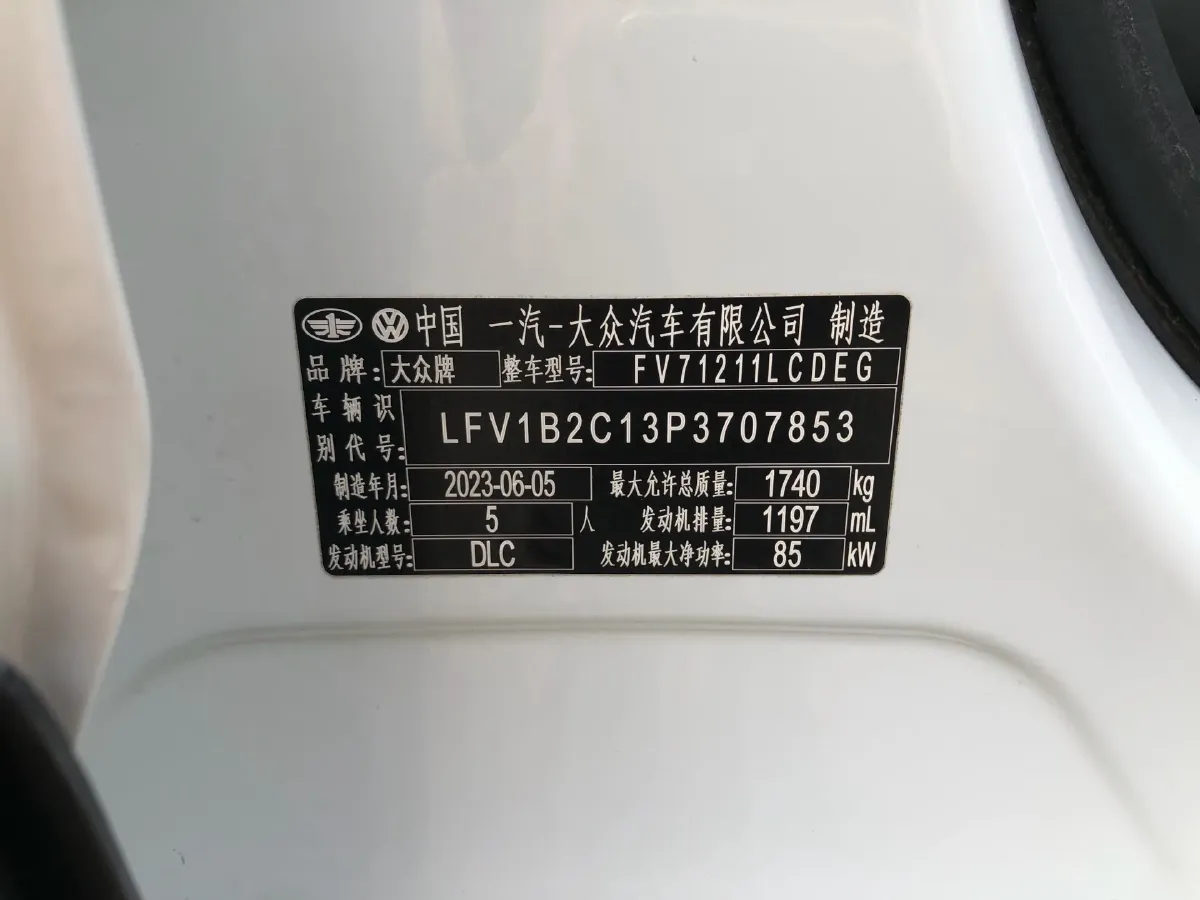 中国 一汽-大众汽车有限公司 制造
品牌: 大众牌 整车型号: FV71211LCDEG
车辆识别代号: LFV1B2C13P3707853
制造年月: 2023-06-05 最大允许总质量: 1740 kg
乘坐人数: 5 人 发动机排量: 1197 mL
发动机型号: DLC 发动机最大净功率: 85 kW